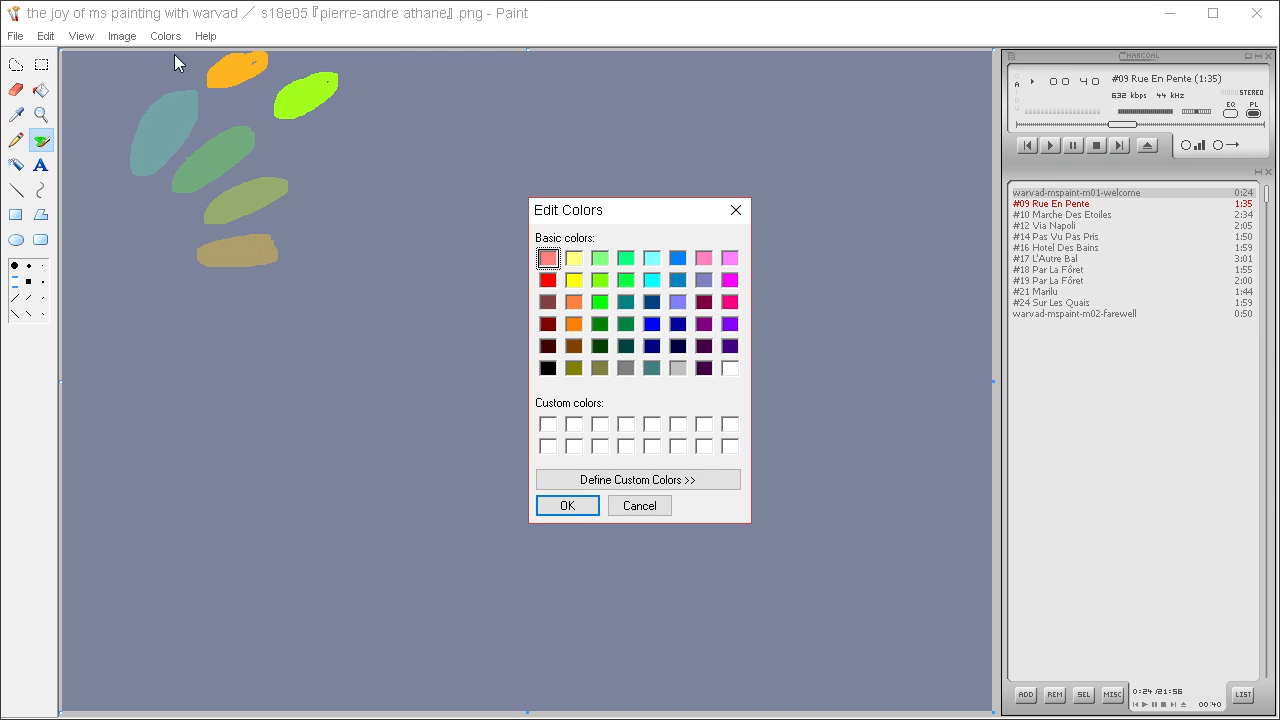 the joy of ms painting with warvad ／ s18e05『pierre-andre athane』.png - Paint
File Edit View Image Colors Help
Edit Colors
Basic colors:
Custom colors:
Define Custom Colors >>
OK Cancel
CHARCOAL
00 40
#09 Rue En Pente (1:35)
632 kbps 44 kHz
STEREO
EQ PL
warvad-mspaint-m01-welcome 0:24
#09 Rue En Pente 1:35
#10 Marche Des Etoiles 2:34
#12 Via Napoli 2:05
#14 Pas Vu Pas Pris 1:50
#16 Hotel Des Bains 1:59
#17 L'Autre Bal 3:01
#18 Par La Fôret 1:55
#19 Par La Fôret 2:00
#21 Marilu 1:44
#24 Sur Les Quais 1:59
warvad-mspaint-m02-farewell 0:50
ADD REM SEL MISC
0:24/21:56
00:40
LIST